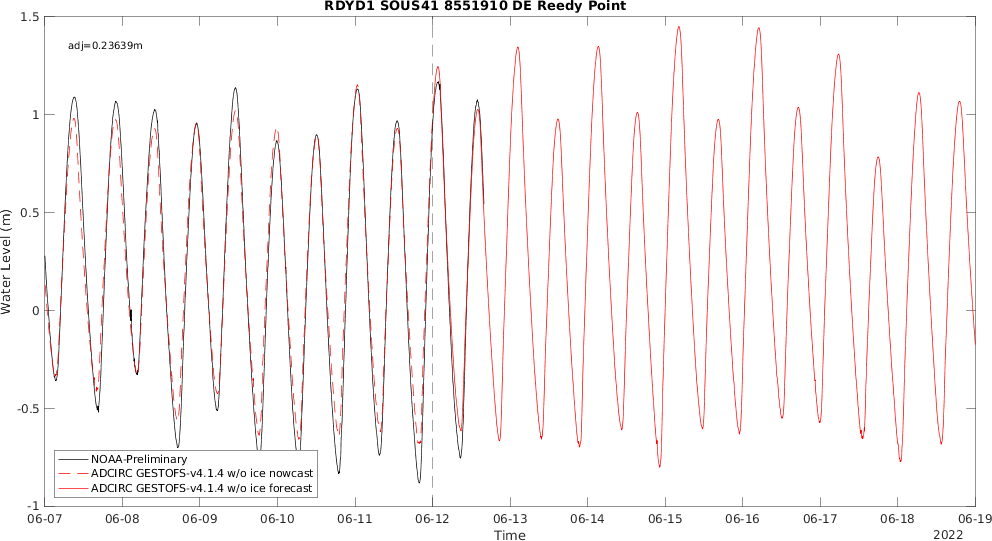 RDYD1 SOUS41 8551910 DE Reedy Point
adj=0.23639m
1.5
1
0.5
0
-0.5
-1
Water Level (m)
NOAA-Preliminary
ADCIRC GESTOFS-v4.1.4 w/o ice nowcast
ADCIRC GESTOFS-v4.1.4 w/o ice forecast
06-07 06-08 06-09 06-10 06-11 06-12 06-13 06-14 06-15 06-16 06-17 06-18 06-19
Time
2022